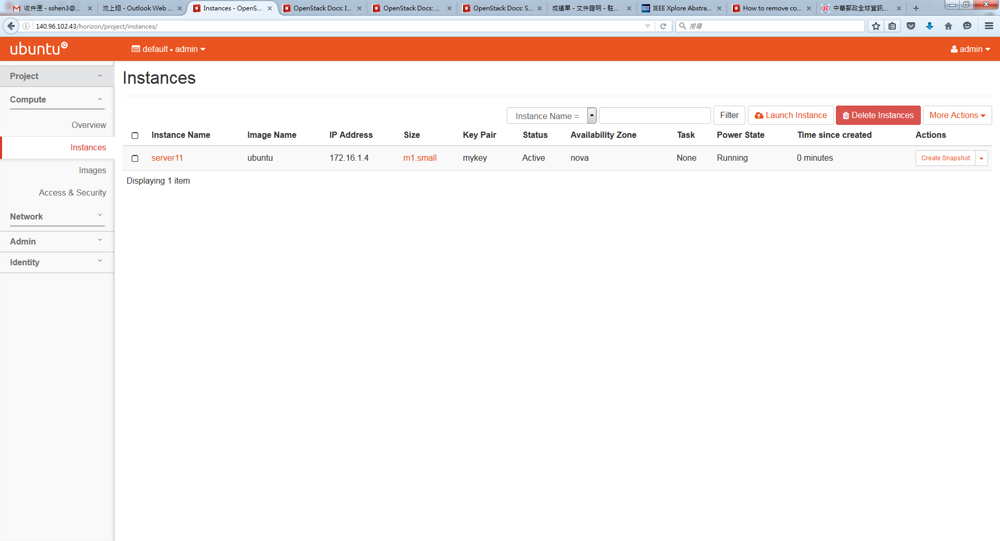 收件匣 - sshen3@...
沈上翔 - Outlook Web ...
Instances - OpenS...
OpenStack Docs: I...
OpenStack Docs: ...
OpenStack Docs: S...
成績單 - 文件證明 - 駐...
IEEE Xplore Abstra...
How to remove co...
中華郵政全球資訊...
140.96.102.43/horizon/project/instances/
搜尋
ubuntu
default • admin
admin
Project
Compute
Overview
Instances
Images
Access & Security
Network
Admin
Identity
Instances
Instance Name =
Filter
Launch Instance
Delete Instances
More Actions
Instance Name Image Name IP Address Size Key Pair Status Availability Zone Task Power State Time since created Actions
server11 ubuntu 172.16.1.4 m1.small mykey Active nova None Running 0 minutes Create Snapshot
Displaying 1 item